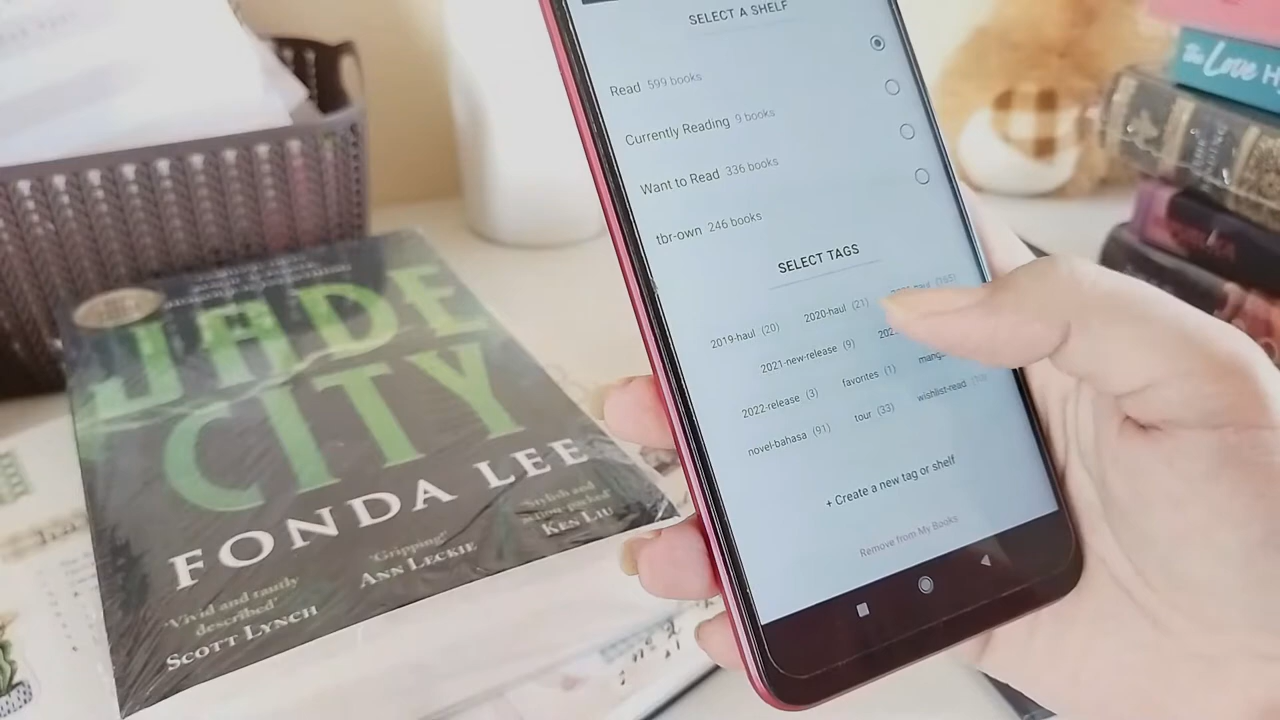 JADE
CITY
FONDA LEE
'Vivid and tautly
described'
SCOTT LYNCH
'Gripping!'
ANN LECKIE
'Stylish and
action-packed'
KEN LIU
SELECT A SHELF
Read 599 books
Currently Reading 9 books
Want to Read 336 books
tbr-own 246 books
SELECT TAGS
2019-haul (20) 2020-haul (21)
2021-new-release (9)
2022-release (3) favorites (1)
novel-bahasa (91) tour (33) wishlist-read
+ Create a new tag or shelf
Remove from My Books
The Love